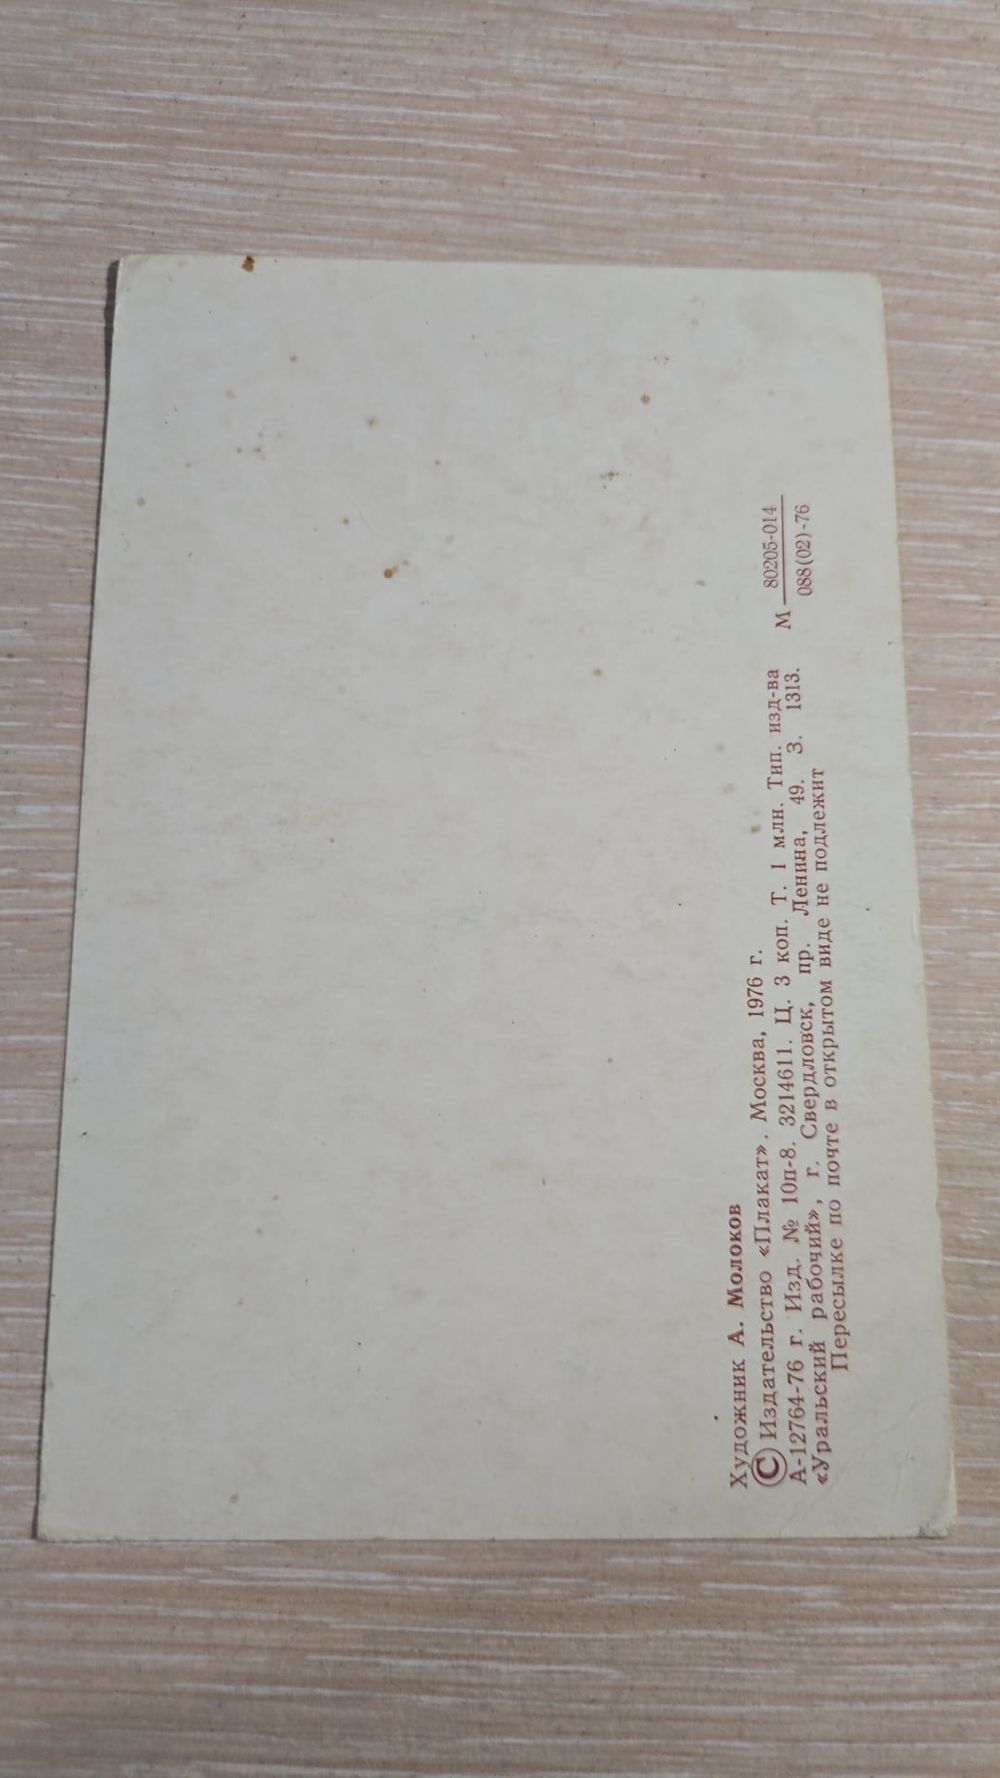 Художник А. Молоков
© Издательство «Плакат». Москва, 1976 г.
А-12764-76 г. Изд. № 10п-8. 3214611. Ц. 3 коп. Т. 1 млн. Тип. изд-ва
«Уральский рабочий», г. Свердловск, пр. Ленина, 49. З. 1313.
Пересылке по почте в открытом виде не подлежит
М 80205-014
088(02)-76